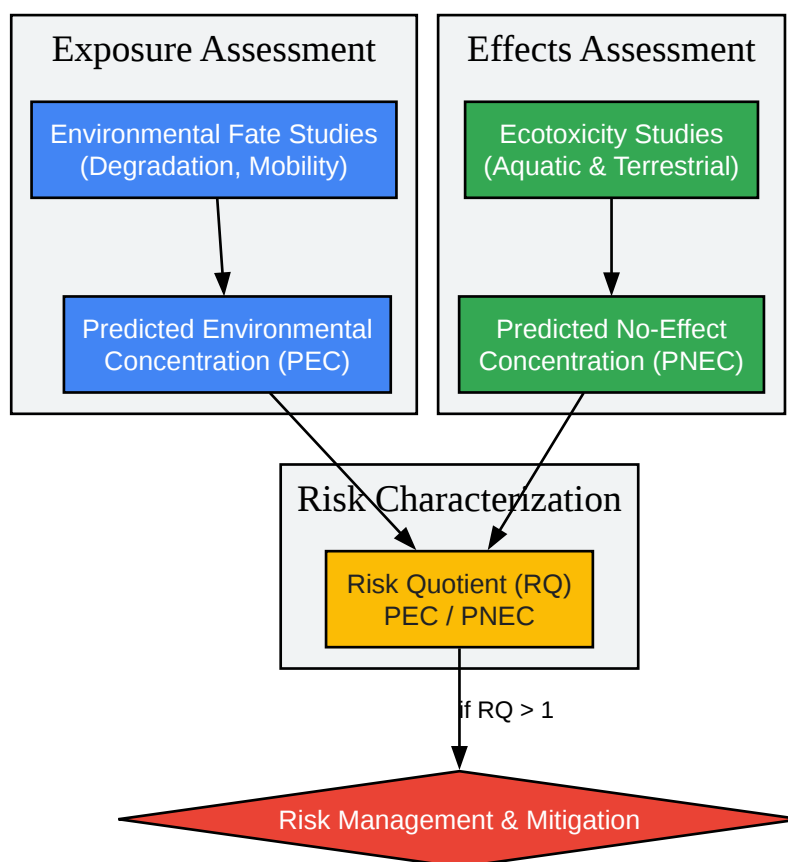 Exposure Assessment
Environmental Fate Studies
(Degradation, Mobility)
Predicted Environmental
Concentration (PEC)
Effects Assessment
Ecotoxicity Studies
(Aquatic & Terrestrial)
Predicted No-Effect
Concentration (PNEC)
Risk Characterization
Risk Quotient (RQ)
PEC / PNEC
if RQ > 1
Risk Management & Mitigation